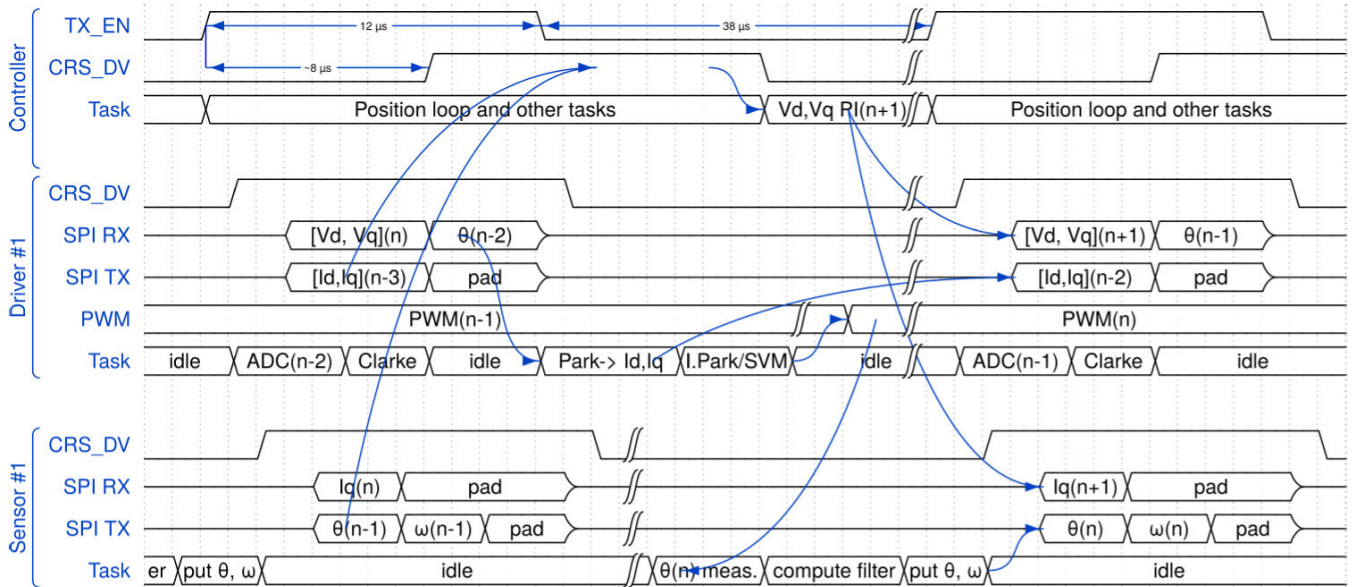 Controller
TX_EN 12 µs 38 µs
CRS_DV ~8 µs
Task Position loop and other tasks Vd,Vq PI(n+1) Position loop and other tasks
Driver #1
CRS_DV
SPI RX [Vd, Vq](n) θ(n-2) [Vd, Vq](n+1) θ(n-1)
SPI TX [Id,Iq](n-3) pad [Id,Iq](n-2) pad
PWM PWM(n-1) PWM(n)
Task idle ADC(n-2) Clarke idle Park-> Id,Iq I.Park/SVM idle ADC(n-1) Clarke idle
Sensor #1
CRS_DV
SPI RX Iq(n) pad Iq(n+1) pad
SPI TX θ(n-1) ω(n-1) pad θ(n) ω(n) pad
Task er put θ, ω idle θ(n) meas. compute filter put θ, ω idle